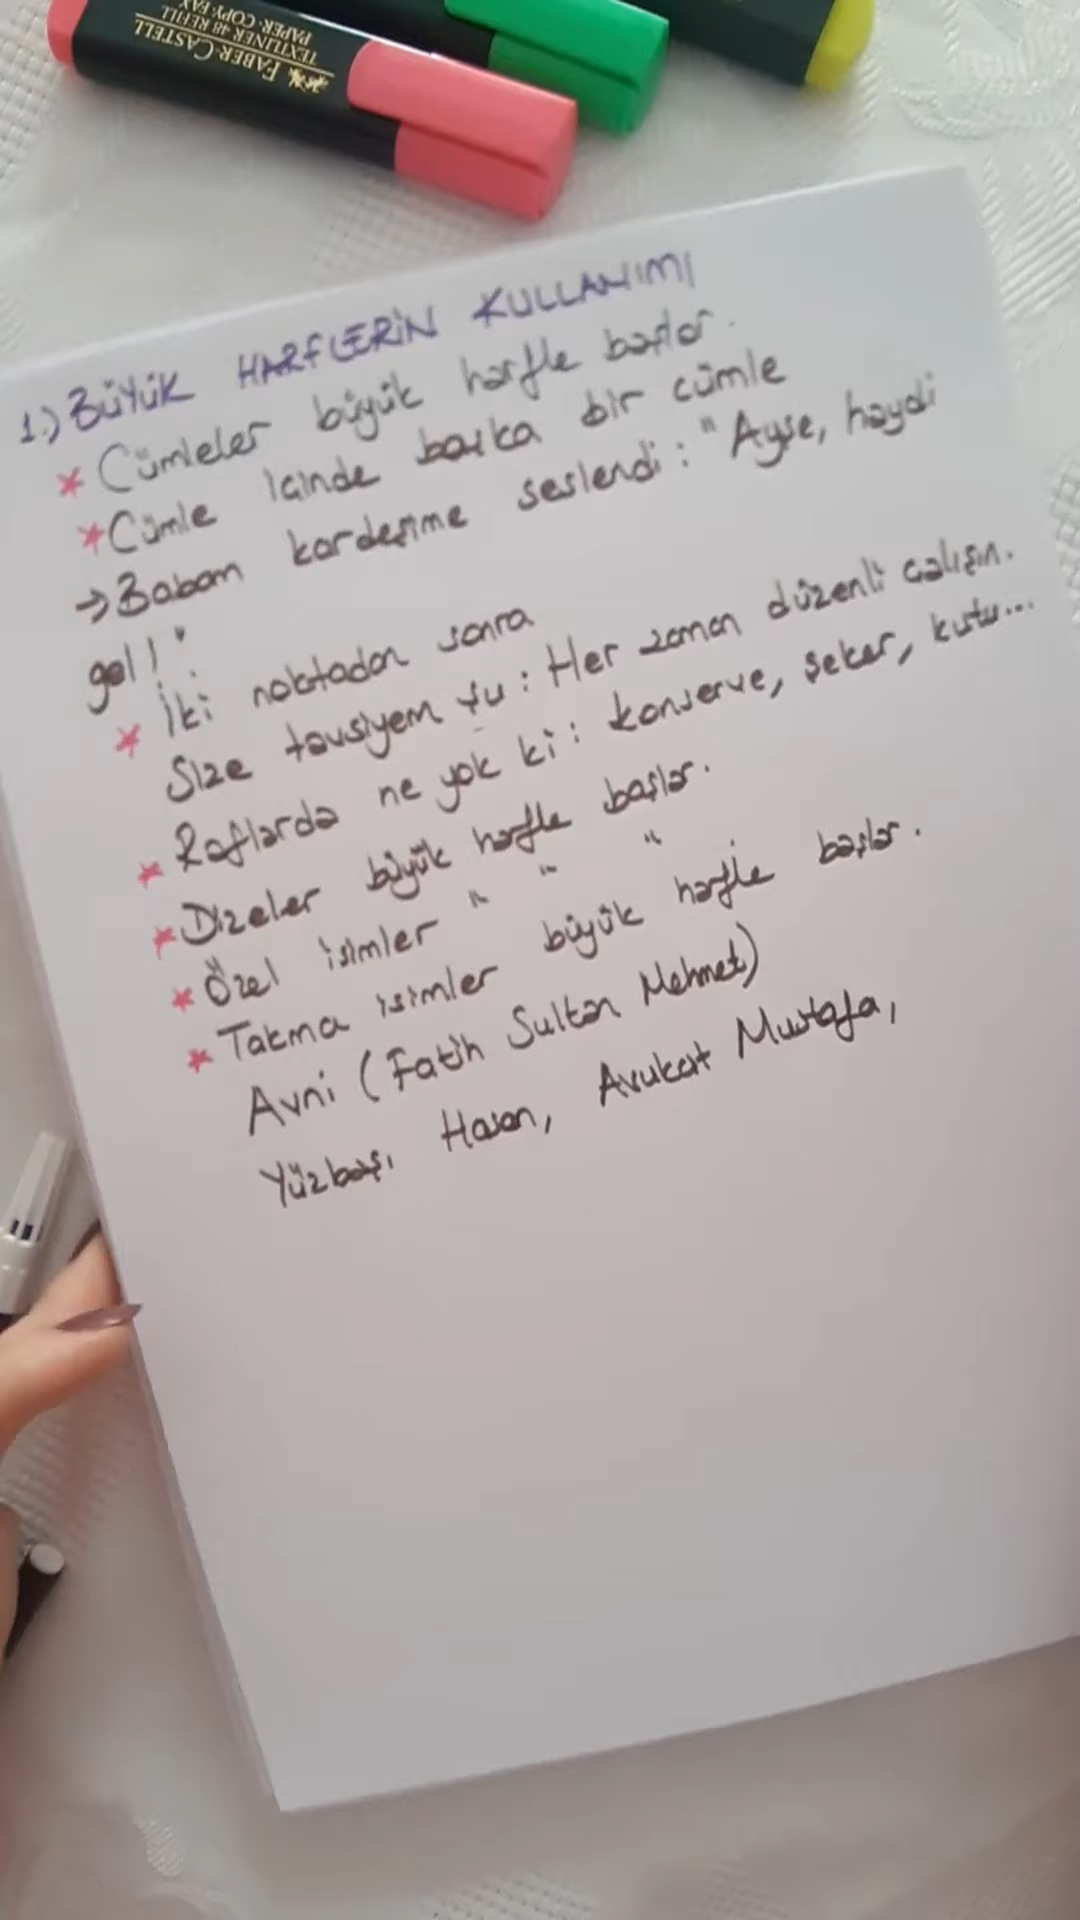 FABER-CASTELL
TEXTLINER 48 REFILL
PAPER·COPY·FAX
1.) BÜYÜK HARFLERİN KULLANIMI
* Cümleler büyük harfle başlar.
* Cümle içinde başka bir cümle
→ Babam kardeşime seslendi : "Ayşe, haydi
gel!"
* İki noktadan sonra
Size tavsiyem şu : Her zaman düzenli çalışın.
* Raflarda ne yok ki : konserve, şeker, kutu...
* Dizeler büyük harfle başlar.
* Özel isimler " " "
* Takma isimler büyük harfle başlar.
Avni (Fatih Sultan Mehmet)
Yüzbaşı Hasan, Avukat Mustafa,